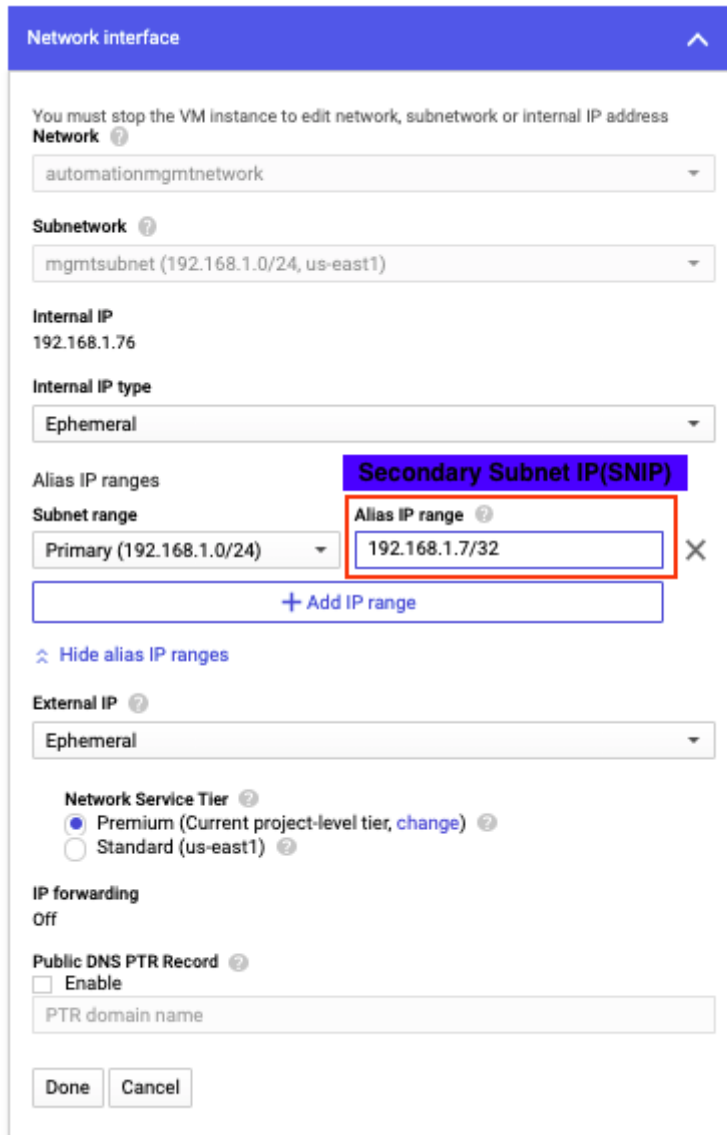 Network interface
You must stop the VM instance to edit network, subnetwork or internal IP address
Network
automationmgmtnetwork
Subnetwork
mgmtsubnet (192.168.1.0/24, us-east1)
Internal IP
192.168.1.76
Internal IP type
Ephemeral
Secondary Subnet IP(SNIP)
Alias IP ranges
Subnet range Alias IP range
Primary (192.168.1.0/24) 192.168.1.7/32
+ Add IP range
Hide alias IP ranges
External IP
Ephemeral
Network Service Tier
Premium (Current project-level tier, change)
Standard (us-east1)
IP forwarding
Off
Public DNS PTR Record
Enable
PTR domain name
Done Cancel